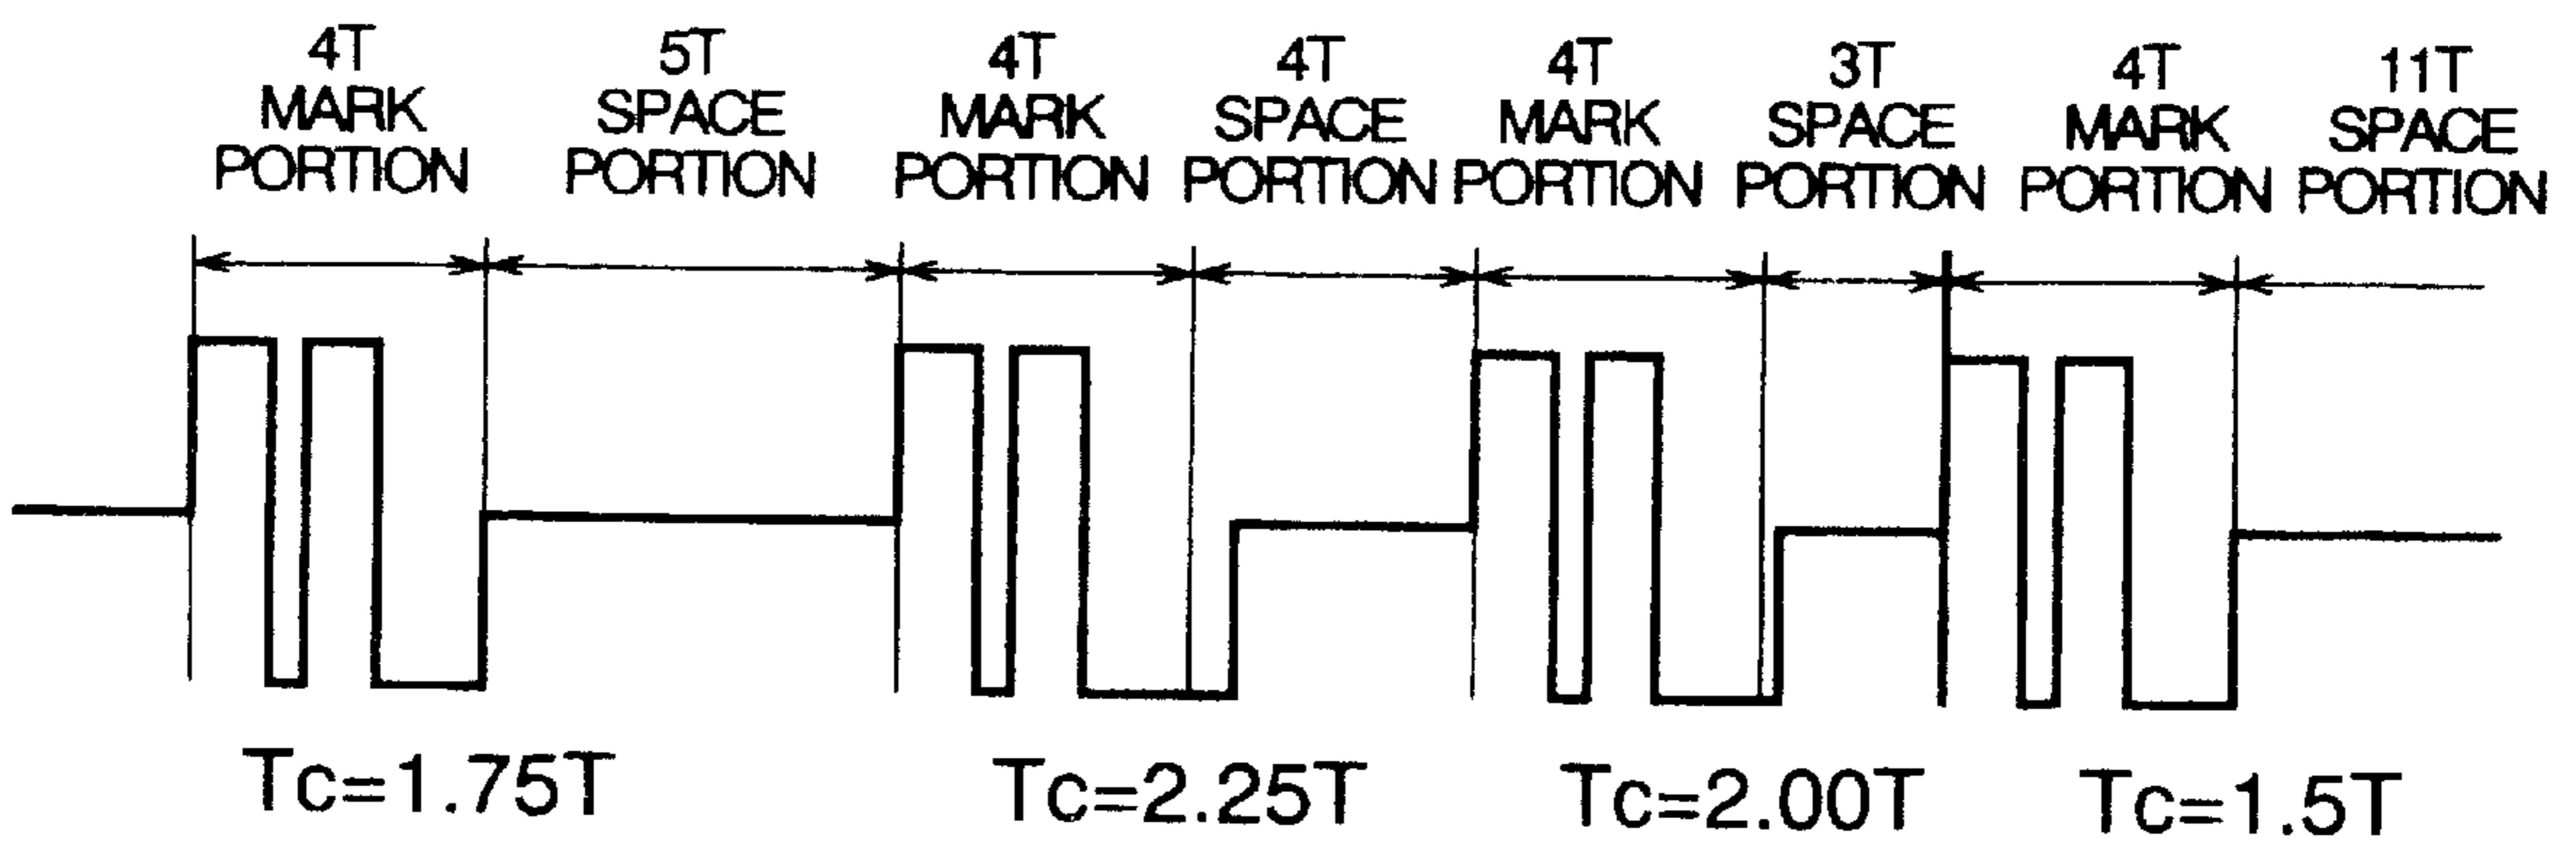 4T
MARK
PORTION
5T
SPACE
PORTION
4T
MARK
PORTION
4T
SPACE
PORTION
4T
MARK
PORTION
3T
SPACE
PORTION
4T
MARK
PORTION
11T
SPACE
PORTION
Tc=1.75T
Tc=2.25T
Tc=2.00T
Tc=1.5T